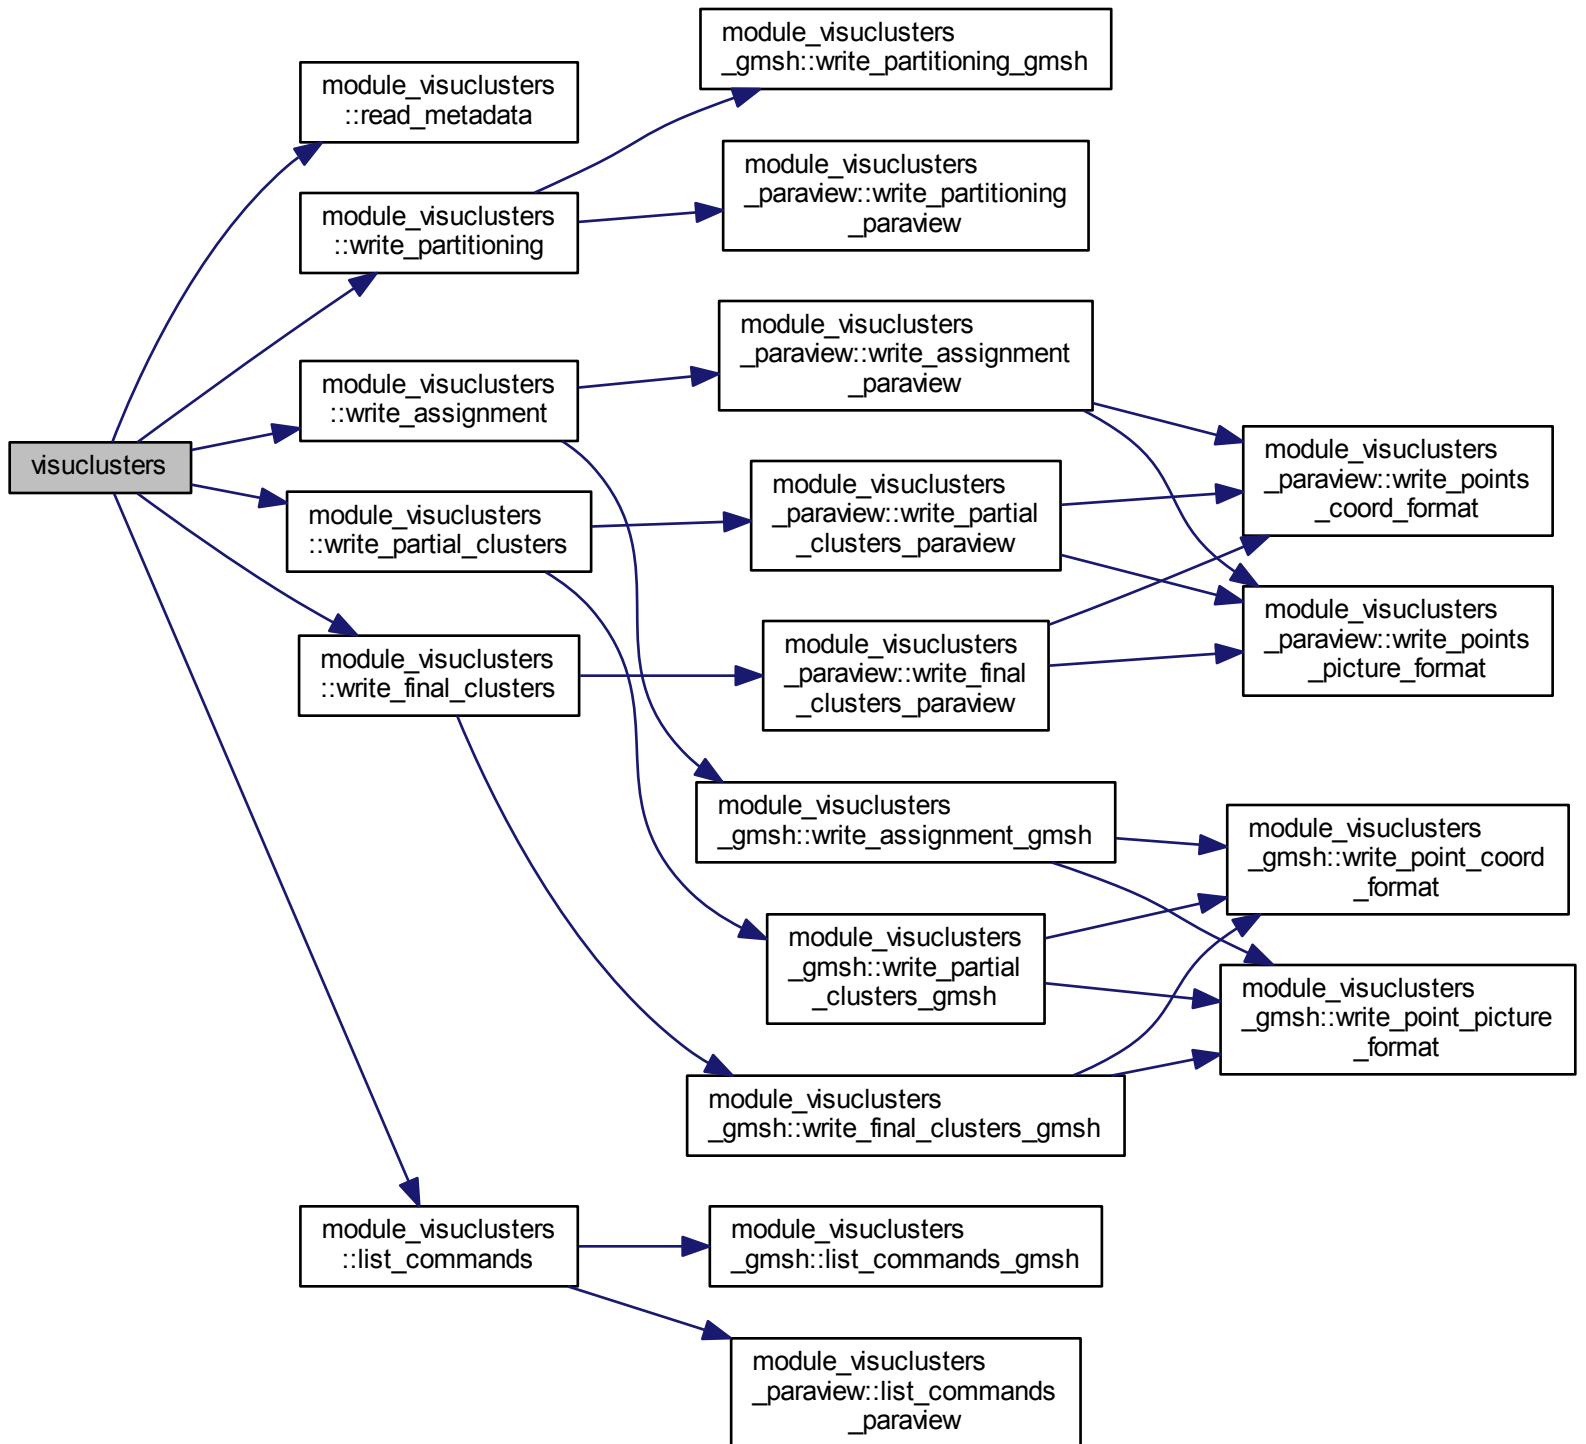 module_visuclusters
_gmsh::write_partitioning_gmsh
module_visuclusters
::read_metadata
module_visuclusters
_paraview::write_partitioning
_paraview
module_visuclusters
::write_partitioning
module_visuclusters
_paraview::write_assignment
_paraview
module_visuclusters
::write_assignment
visuclusters
module_visuclusters
_paraview::write_points
_coord_format
module_visuclusters
_paraview::write_partial
_clusters_paraview
module_visuclusters
::write_partial_clusters
module_visuclusters
_paraview::write_points
_picture_format
module_visuclusters
_paraview::write_final
_clusters_paraview
module_visuclusters
::write_final_clusters
module_visuclusters
_gmsh::write_assignment_gmsh
module_visuclusters
_gmsh::write_point_coord
_format
module_visuclusters
_gmsh::write_partial
_clusters_gmsh
module_visuclusters
_gmsh::write_point_picture
_format
module_visuclusters
_gmsh::write_final_clusters_gmsh
module_visuclusters
::list_commands
module_visuclusters
_gmsh::list_commands_gmsh
module_visuclusters
_paraview::list_commands
_paraview